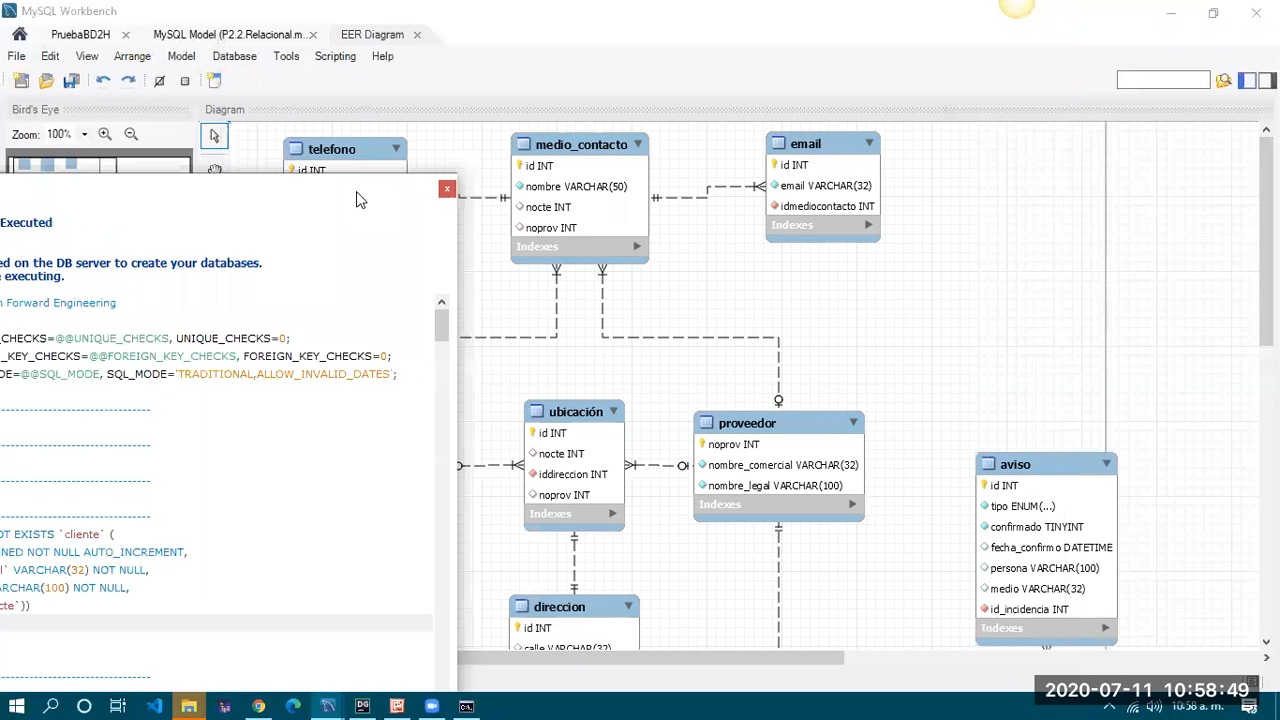 MySQL Workbench
PruebaBD2H
MySQL Model (P2.2.Relacional.m...
EER Diagram
File Edit View Arrange Model Database Tools Scripting Help
Bird's Eye
Diagram
Zoom: 100%
telefono
id INT
medio_contacto
id INT
nombre VARCHAR(50)
nocte INT
noprov INT
Indexes
email
id INT
email VARCHAR(32)
idmediocontacto INT
Indexes
Executed
ed on the DB server to create your databases.
executing.
Forward Engineering
_CHECKS=@@UNIQUE_CHECKS, UNIQUE_CHECKS=0;
_KEY_CHECKS=@@FOREIGN_KEY_CHECKS, FOREIGN_KEY_CHECKS=0;
DE=@@SQL_MODE, SQL_MODE='TRADITIONAL,ALLOW_INVALID_DATES';
OT EXISTS `cliente` (
NED NOT NULL AUTO_INCREMENT,
l` VARCHAR(32) NOT NULL,
ARCHAR(100) NOT NULL,
cte`))
ubicación
id INT
nocte INT
iddireccion INT
noprov INT
Indexes
proveedor
noprov INT
nombre_comercial VARCHAR(32)
nombre_legal VARCHAR(100)
Indexes
aviso
id INT
tipo ENUM(...)
confirmado TINYINT
fecha_confirmo DATETIME
persona VARCHAR(100)
medio VARCHAR(32)
id_incidencia INT
Indexes
direccion
id INT
calle VARCHAR(32)
2020-07-11 10:58:49
10:58 a. m.